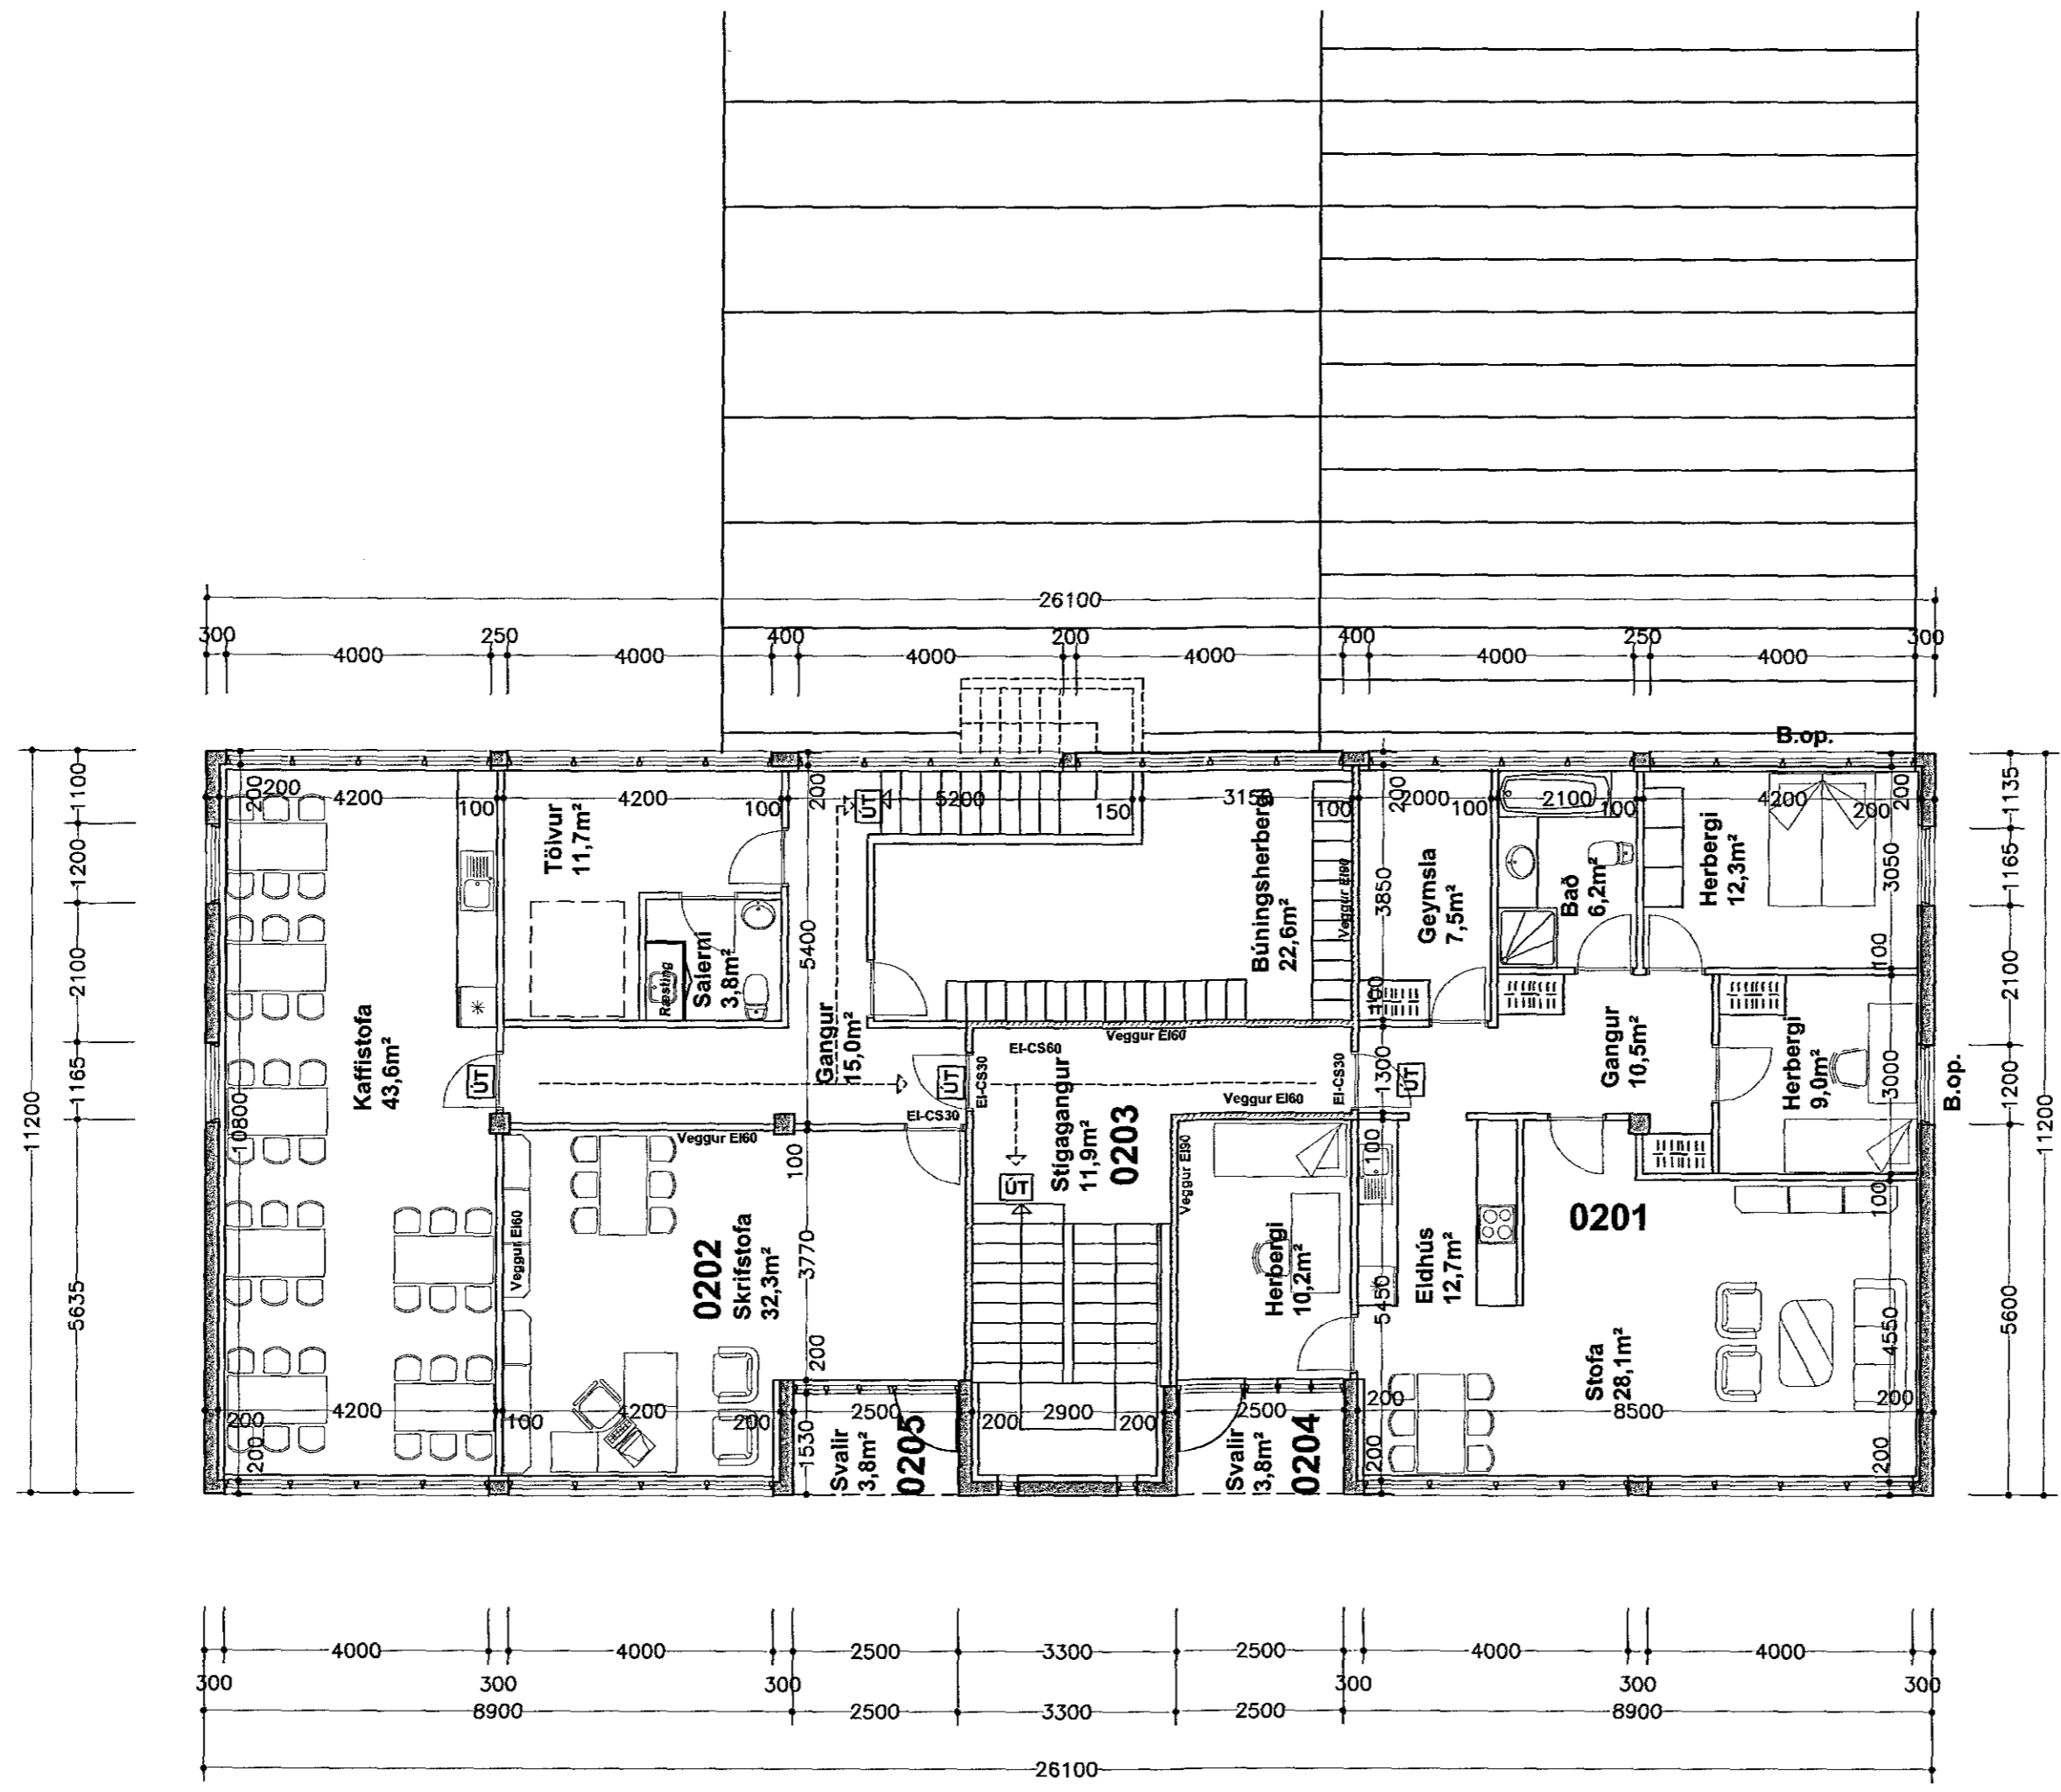 26100
300
250
400
200
400
250
300
4000
4000
4000
4000
4000
4000
B.op.
200
200
4200
100
4200
100
200
ÚT
5200
150
3150
100
200
2000
100
2100
100
4200
200
200
Tölvur
11,7m²
Salerni
3,8m²
Ræsting
5400
Búningsherbergi
22,6m²
Veggur EI90
3850
Geymsla
7,5m²
Bað
6,2m²
Herbergi
12,3m²
3050
100
100
Kaffistofa
43,6m²
10800
ÚT
Gangur
15,0m²
ÚT
EI-CS30
EI-CS30
EI-CS60
Veggur EI60
Veggur EI60
EI-CS30
1300
ÚT
Gangur
10,5m²
Herbergi
9,0m²
3000
B.op.
Veggur EI60
100
Stigagangur
11,9m²
0203
ÚT
Veggur EI90
100
100
Veggur EI60
0202
Skrifstofa
32,3m²
3770
200
Herbergi
10,2m²
Eldhús
12,7m²
5450
0201
Stofa
28,1m²
4550
200
200
4200
100
4200
200
2500
200
2900
200
2500
200
8500
200
1530
Svalir
3,8m²
0205
Svalir
3,8m²
0204
200
200
11200
1100
1200
2100
1165
5635
1135
1165
2100
1200
5600
11200
4000
4000
2500
3300
2500
4000
4000
300
300
300
300
300
300
8900
2500
3300
2500
8900
26100